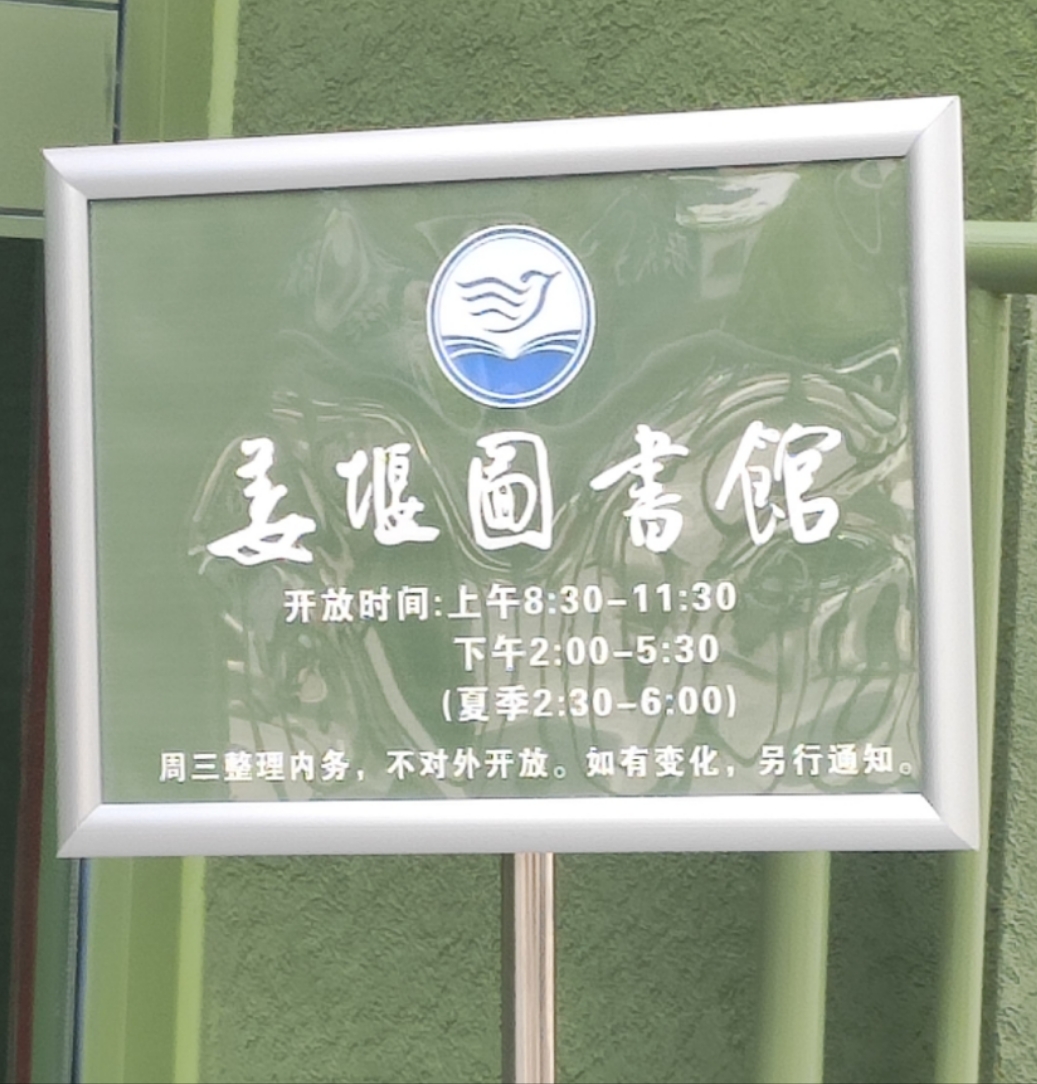 姜堰圖書館
开放时间:上午8:30-11:30
下午2:00-5:30
(夏季2:30-6:00)
周三整理内务，不对外开放。如有变化，另行通知。